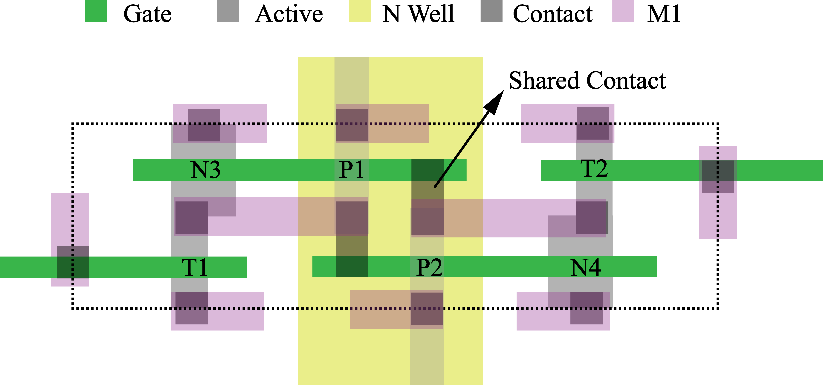 Gate Active N Well Contact M1
Shared Contact
N3 P1 T2
T1 P2 N4